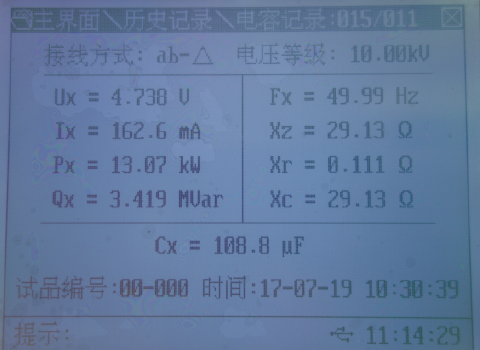 主界面\历史记录\电容记录:015/011
接线方式: ab-△ 电压等级: 10.00kV
Ux = 4.738 V
Ix = 162.6 mA
Px = 13.07 kW
Qx = 3.419 MVar
Fx = 49.99 Hz
Xz = 29.13 Ω
Xr = 0.111 Ω
Xc = 29.13 Ω
Cx = 108.8 μF
试品编号:00-000 时间:17-07-19 10:30:39
提示: 11:14:29